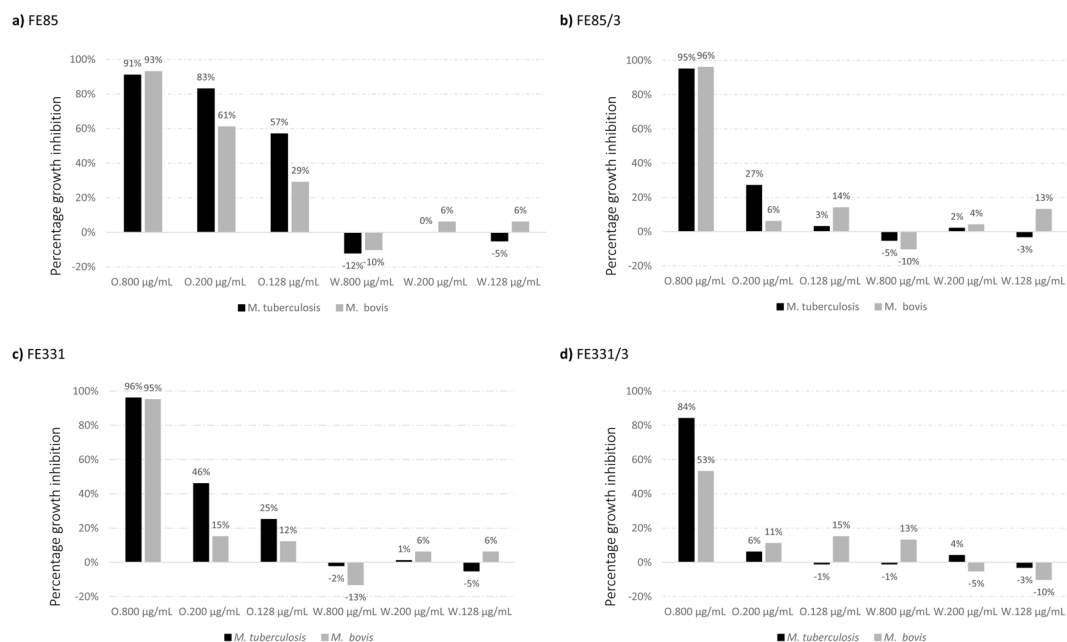 a) FE85
Percentage growth inhibition
100%
80%
60%
40%
20%
0%
-20%
91% 93% 83% 61% 57% 29% -12% -10% 0% 6% -5% 6%
O.800 µg/mL O.200 µg/mL O.128 µg/mL W.800 µg/mL W.200 µg/mL W.128 µg/mL
M. tuberculosis M. bovis
b) FE85/3
Percentage growth inhibition
100%
80%
60%
40%
20%
0%
-20%
95% 96% 27% 6% 3% 14% -5% -10% 2% 4% -3% 13%
O.800 µg/mL O.200 µg/mL O.128 µg/mL W.800 µg/mL W.200 µg/mL W.128 µg/mL
M. tuberculosis M. bovis
c) FE331
Percentage growth inhibition
100%
80%
60%
40%
20%
0%
-20%
96% 95% 46% 15% 25% 12% -2% -13% 1% 6% -5% 6%
O.800 µg/mL O.200 µg/mL O.128 µg/mL W.800 µg/mL W.200 µg/mL W.128 µg/mL
M. tuberculosis M. bovis
d) FE331/3
Percentage growth inhibition
100%
80%
60%
40%
20%
0%
-20%
84% 53% 6% 11% -1% 15% -1% 13% 4% -5% -3% -10%
O.800 µg/mL O.200 µg/mL O.128 µg/mL W.800 µg/mL W.200 µg/mL W.128 µg/mL
M. tuberculosis M. bovis